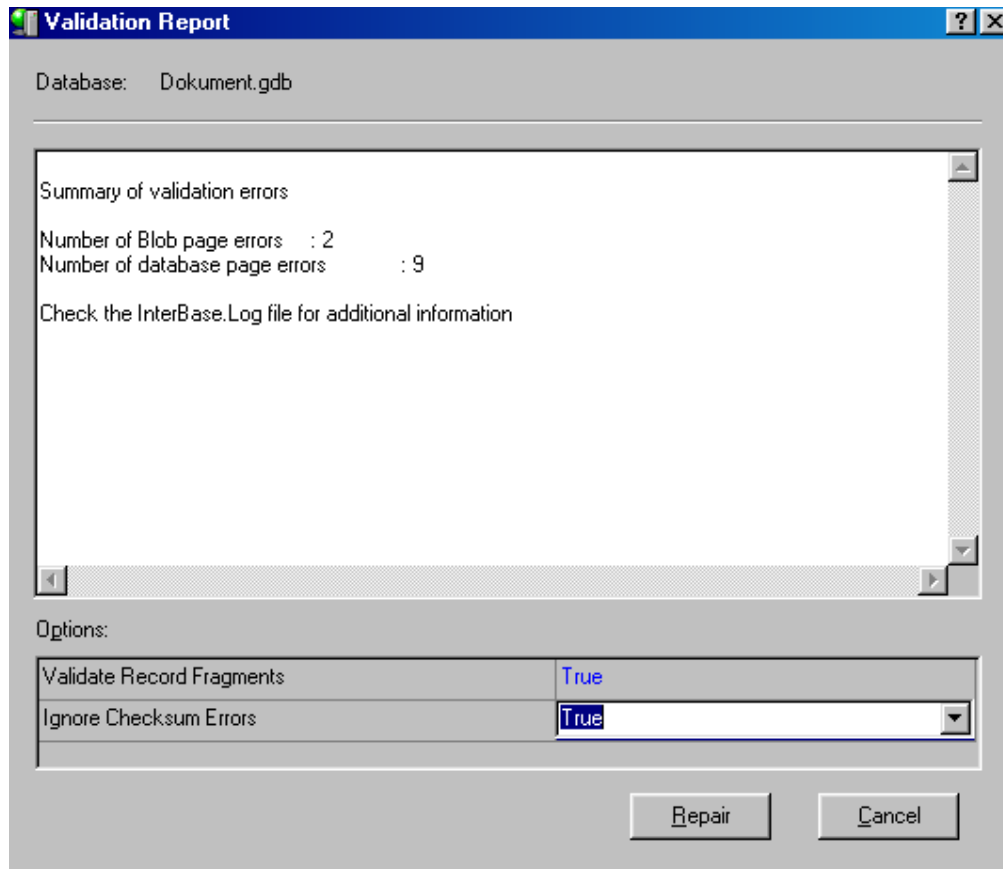 Validation Report
Database: Dokument.gdb
Summary of validation errors
Number of Blob page errors : 2
Number of database page errors : 9
Check the InterBase.Log file for additional information
Options:
Validate Record Fragments True
Ignore Checksum Errors True
Repair Cancel